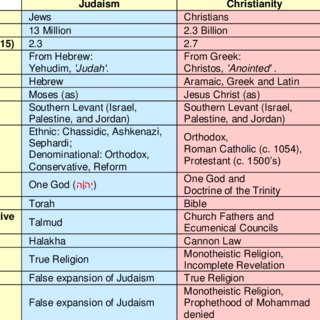 Judaism Christianity
Jews Christians
13 Million 2.3 Billion
15) 2.3 2.7
From Hebrew: From Greek:
Yehudim, 'Judah'. Christos, 'Anointed' .
Hebrew Aramaic, Greek and Latin
Moses (as) Jesus Christ (as)
Southern Levant (Israel, Southern Levant (Israel,
Palestine, and Jordan) Palestine, and Jordan)
Ethnic: Chassidic, Ashkenazi, Orthodox,
Sephardi; Roman Catholic (c. 1054),
Denominational: Orthodox, Protestant (c. 1500's)
Conservative, Reform
One God (יְהֹוָה) One God and
Doctrine of the Trinity
Torah Bible
ive Talmud Church Fathers and
Ecumenical Councils
Halakha Cannon Law
True Religion Monotheistic Religion,
Incomplete Revelation
False expansion of Judaism True Religion
False expansion of Judaism Monotheistic Religion,
Prophethood of Mohammad
denied